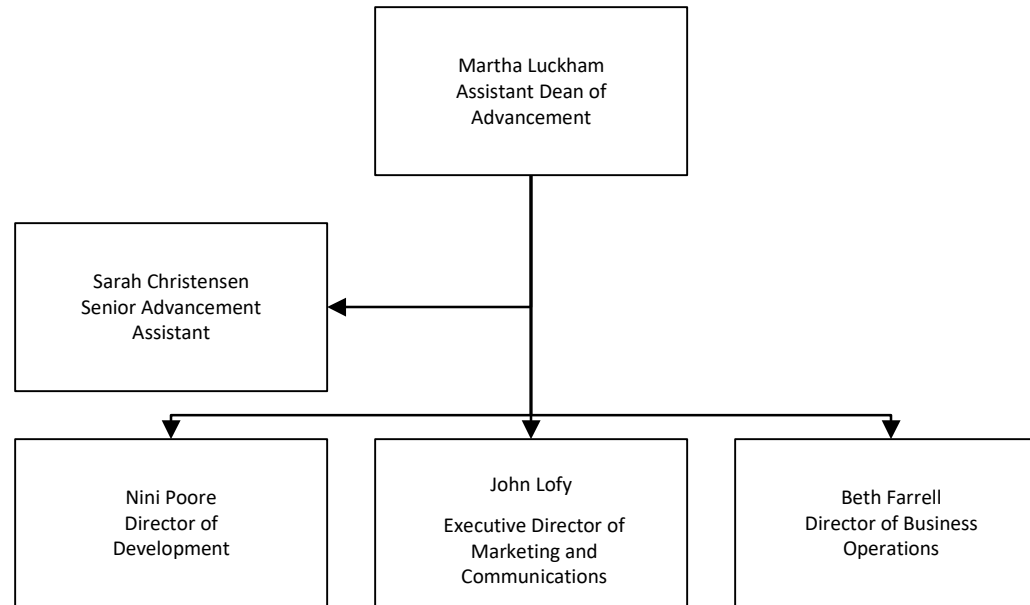 Martha Luckham
Assistant Dean of
Advancement
Sarah Christensen
Senior Advancement
Assistant
Nini Poore
Director of
Development
John Lofy
Executive Director of
Marketing and
Communications
Beth Farrell
Director of Business
Operations